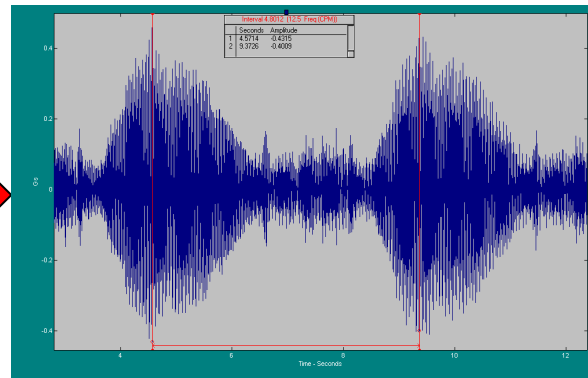 Interval 4.8012 (12.5 Freq (CPM))
Seconds Amplitude
1 4.5714 -0.4315
2 9.3726 -0.4009
0.4
0.2
0
-0.2
-0.4
Gs
4 6 8 10 12
Time - Seconds